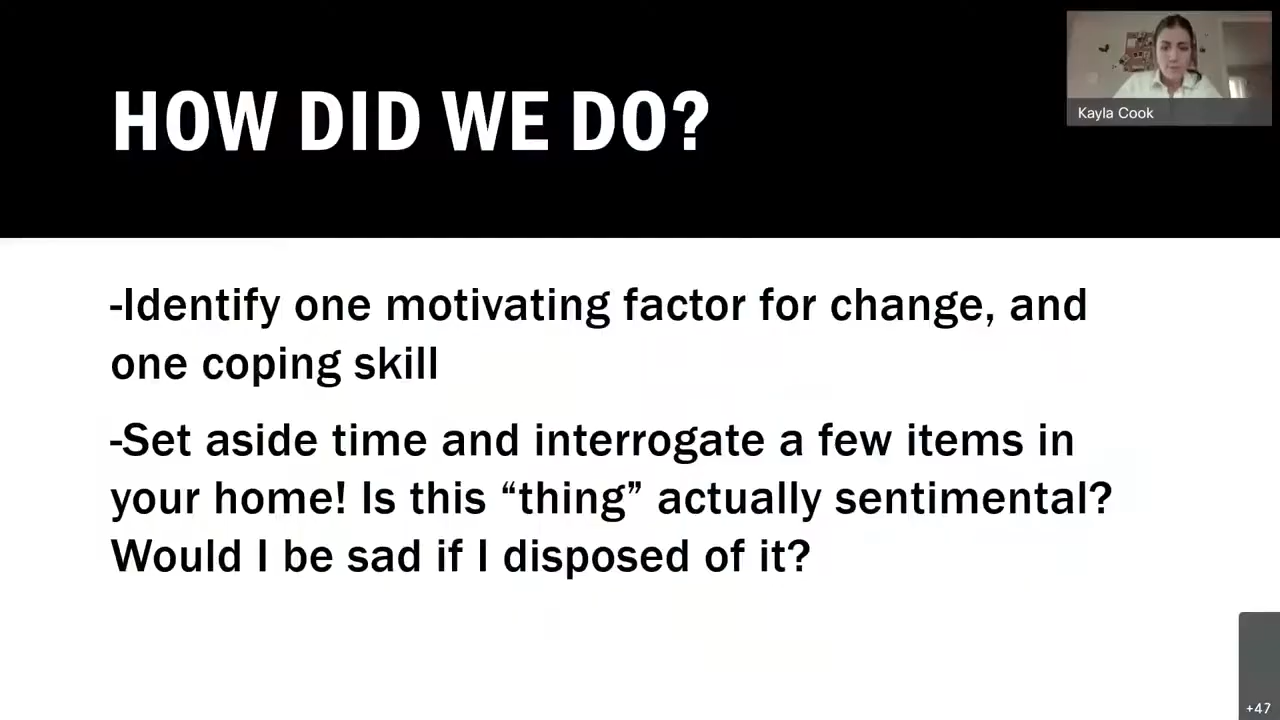 HOW DID WE DO?
Kayla Cook
-Identify one motivating factor for change, and
one coping skill
-Set aside time and interrogate a few items in
your home! Is this “thing” actually sentimental?
Would I be sad if I disposed of it?
+47